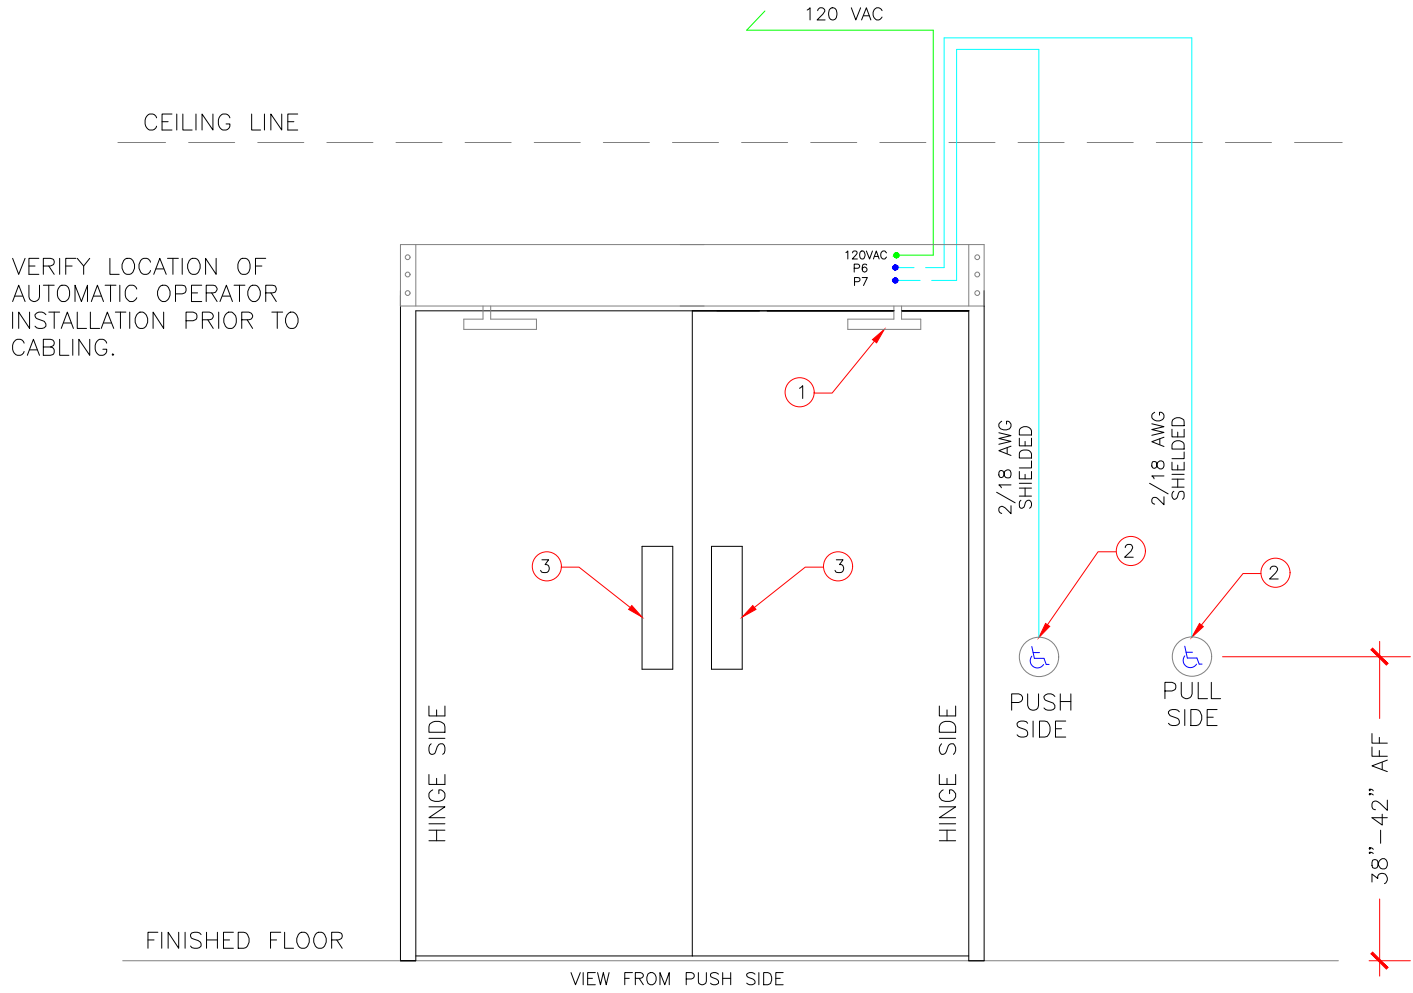 120 VAC
CEILING LINE
VERIFY LOCATION OF
AUTOMATIC OPERATOR
INSTALLATION PRIOR TO
CABLING.
120VAC
P6
P7
1
2/18 AWG
SHIELDED
2/18 AWG
SHIELDED
3
3
2
2
PUSH
SIDE
PULL
SIDE
HINGE SIDE
HINGE SIDE
38”–42” AFF
FINISHED FLOOR
VIEW FROM PUSH SIDE